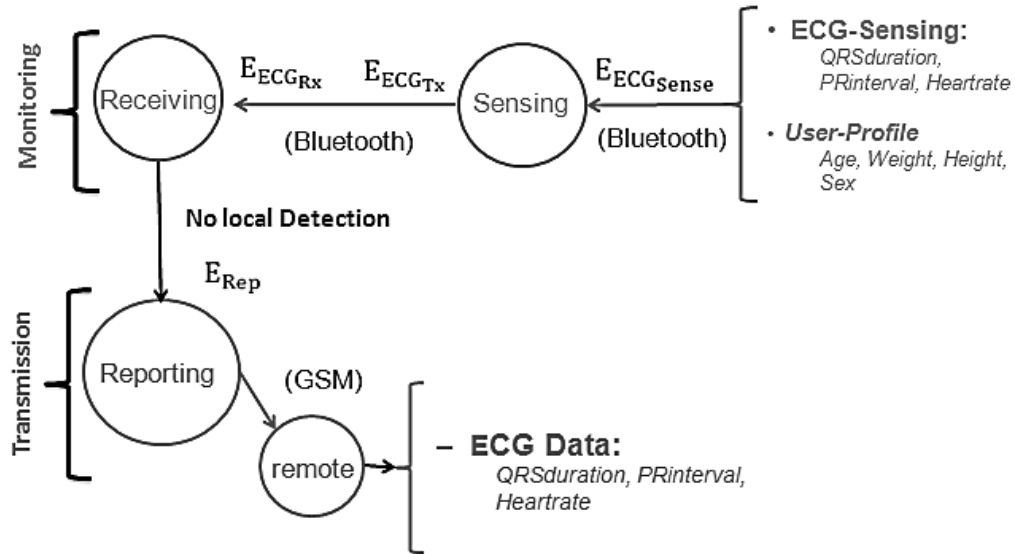 Monitoring
Receiving
E_ECG_Rx
E_ECG_Tx
(Bluetooth)
Sensing
E_ECG_Sense
(Bluetooth)
• ECG-Sensing:
QRSduration,
PRinterval, Heartrate
• User-Profile
Age, Weight, Height,
Sex
No local Detection
E_Rep
Transmission
Reporting
(GSM)
remote
– ECG Data:
QRSduration, PRinterval,
Heartrate